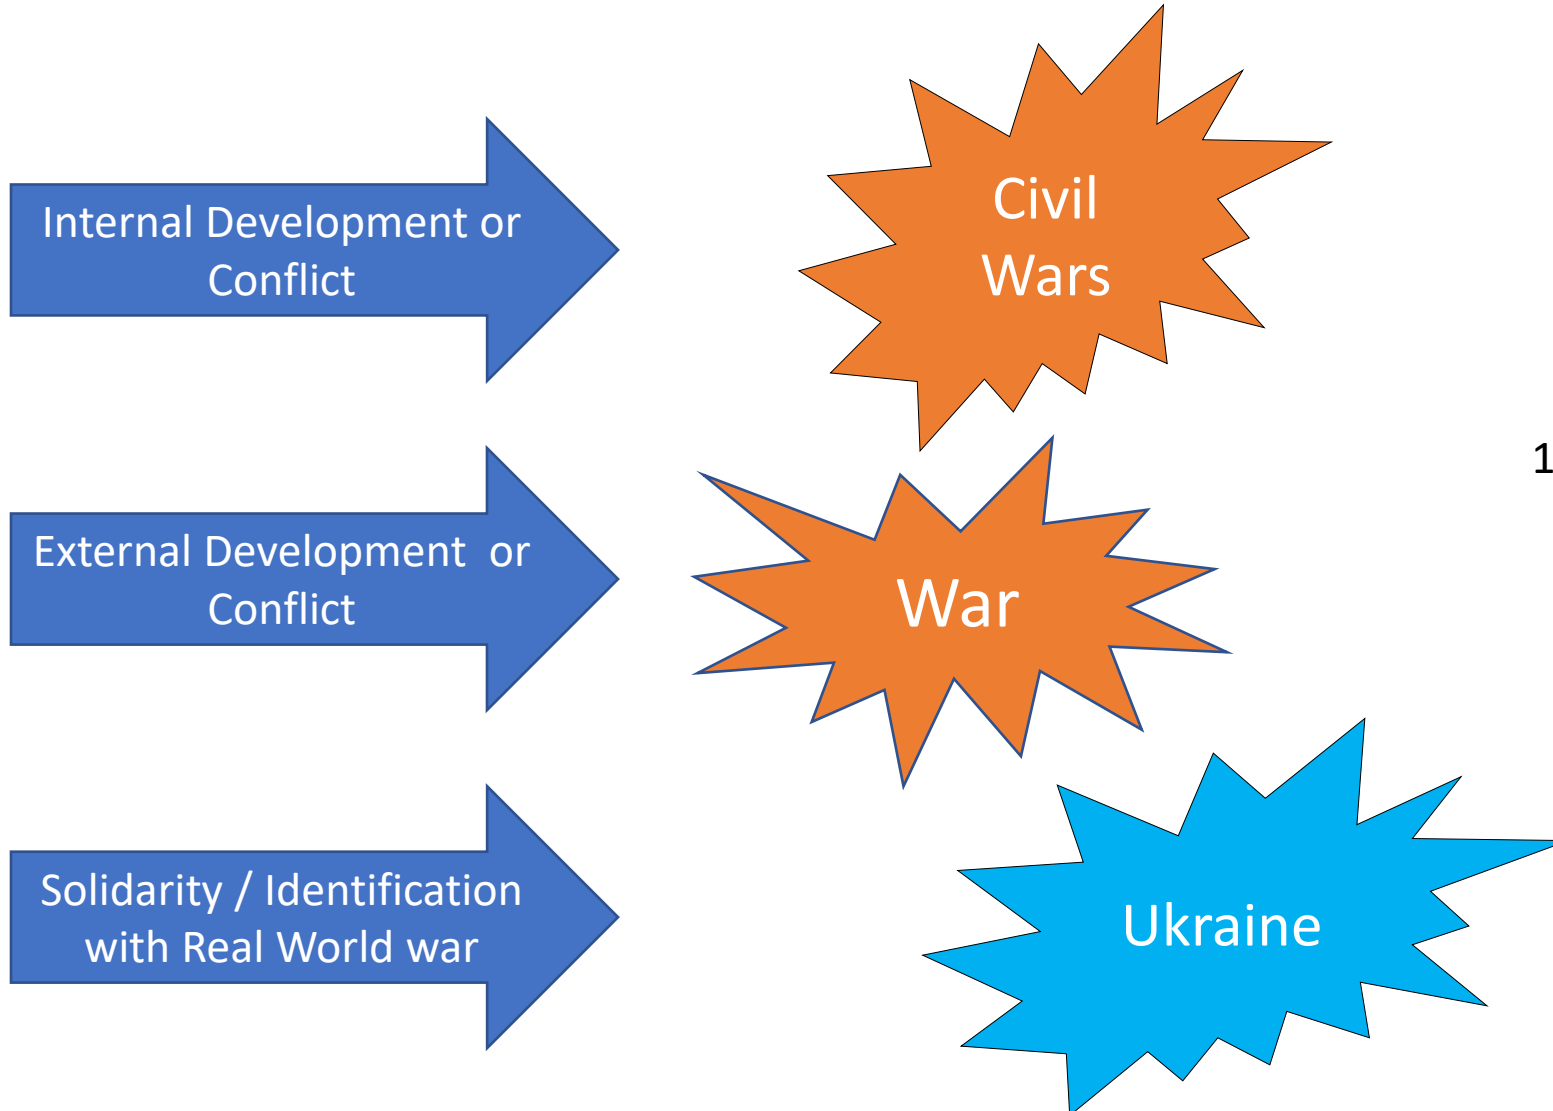 Internal Development or
Conflict
Civil
Wars
1
External Development  or
Conflict
War
Solidarity / Identification
with Real World war
Ukraine